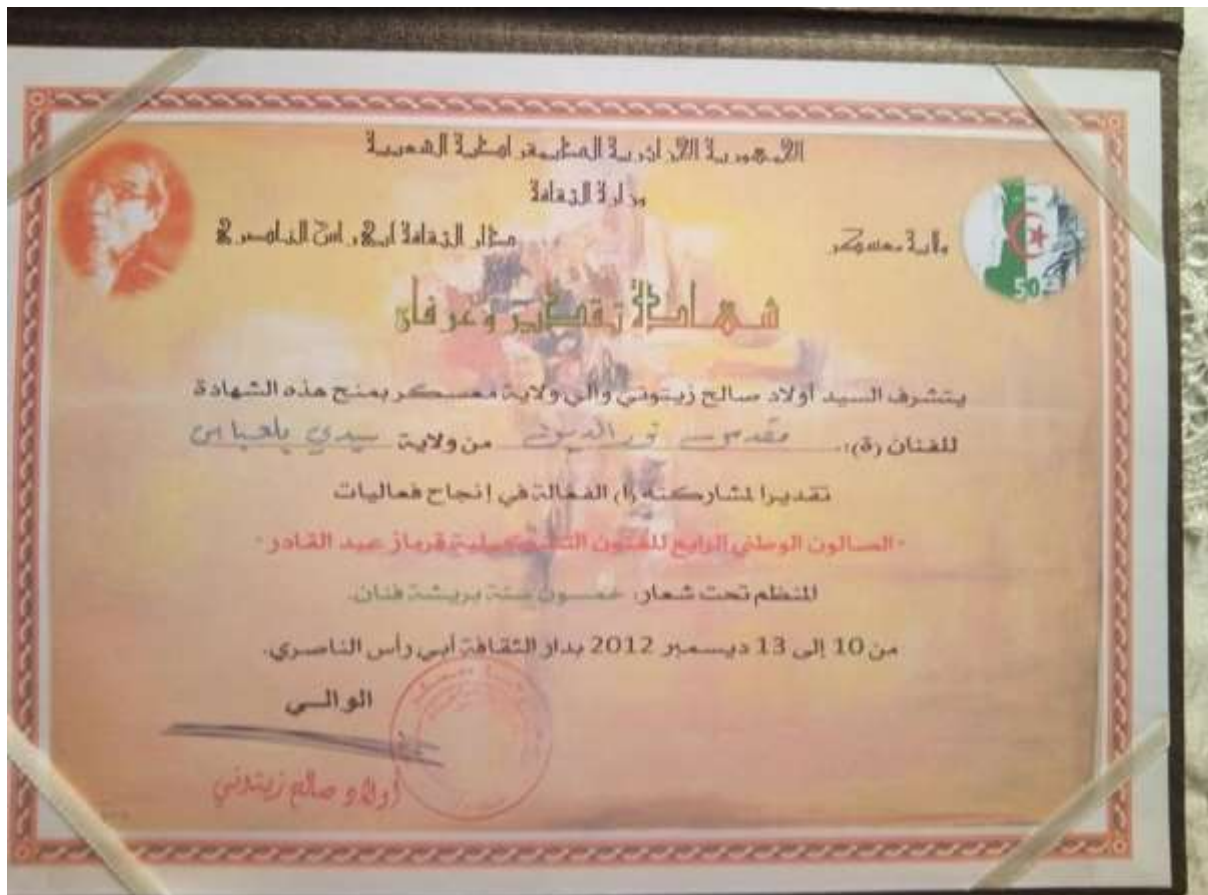 الجمهورية الجزائرية الديمقراطية الشعبية
وزارة الثقافة
ولاية معسكر
دار الثقافة أبي راس الناصري
50
شهادة تقدير وعرفان
يتشرف السيد أولاد صالح زيتوني والي ولاية معسكر بمنح هذه الشهادة
للفنان (ة):. مقدس نور الدين من ولاية سيدي بلعباس
تقديرا لمشاركته (ا) الفعالة في إنجاح فعاليات
"الصالون الوطني الرابع للفنون التشكيلية قرماز عبد القادر"
المنظم تحت شعار: خمسون سنة بريشة فنان.
من 10 إلى 13 ديسمبر 2012 بدار الثقافة أبي رأس الناصري.
الوالي
أولاد صالح زيتوني